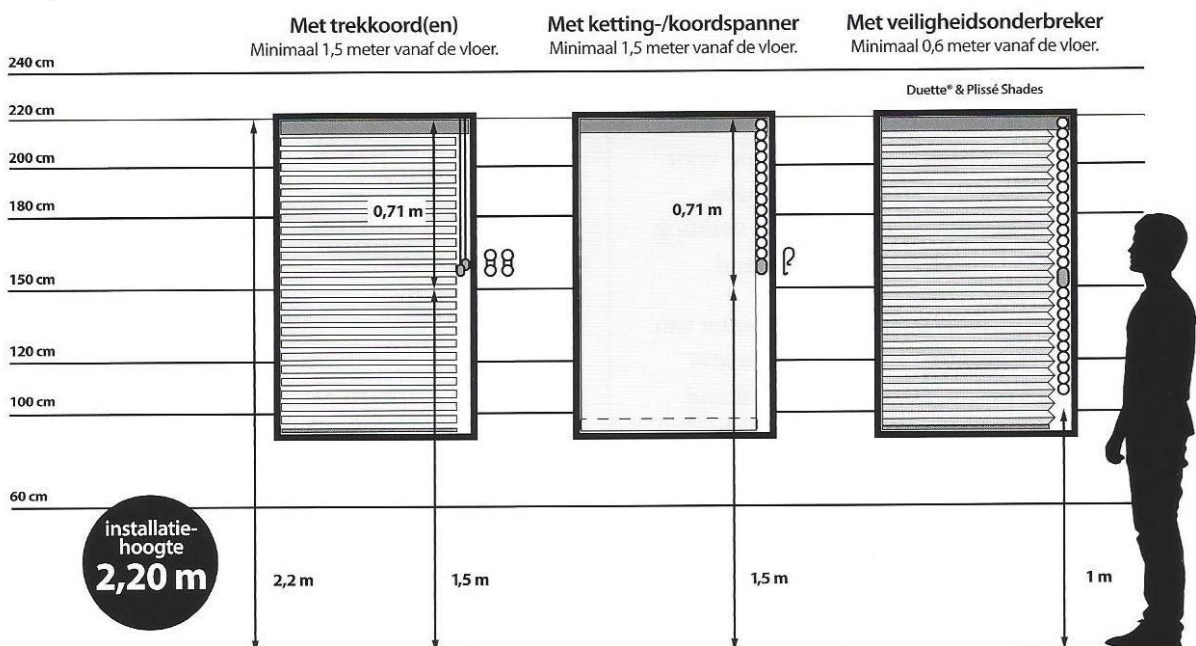 Met trekkoord(en)
Minimaal 1,5 meter vanaf de vloer.
Met ketting-/koordspanner
Minimaal 1,5 meter vanaf de vloer.
Met veiligheidsonderbreker
Minimaal 0,6 meter vanaf de vloer.
240 cm
Duette® & Plissé Shades
220 cm
200 cm
180 cm
0,71 m
0,71 m
150 cm
120 cm
100 cm
60 cm
installatie-
hoogte
2,20 m
2,2 m
1,5 m
1,5 m
1 m